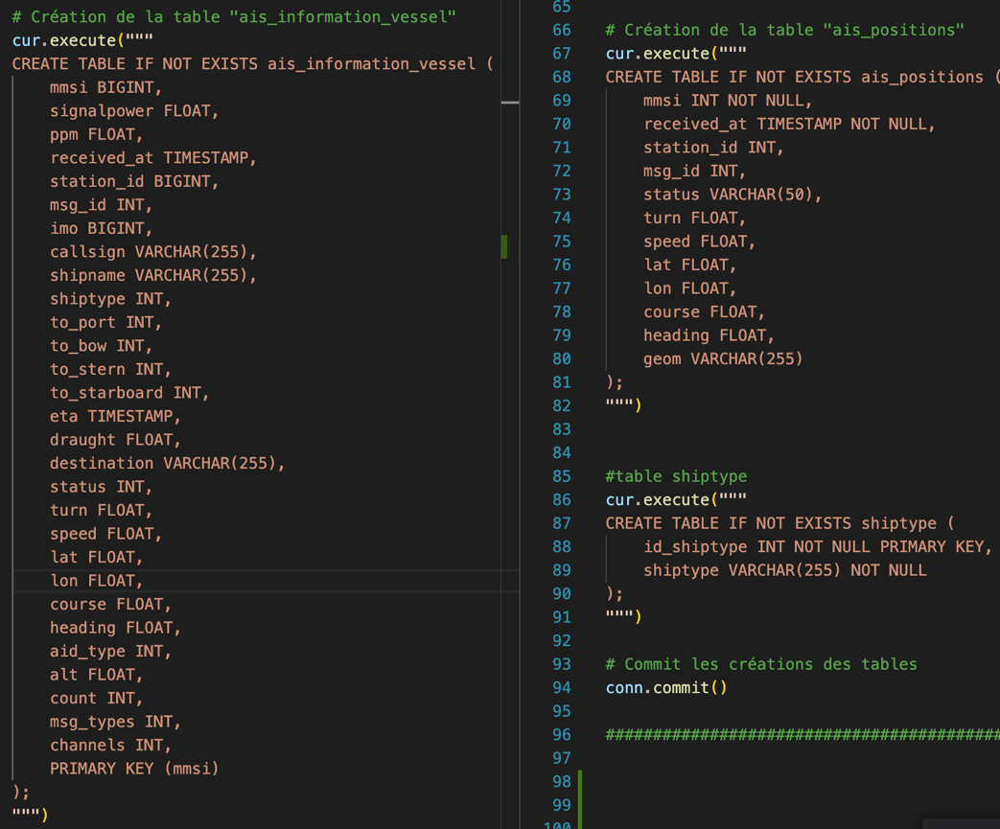 # Création de la table "ais_information_vessel"
cur.execute("""
CREATE TABLE IF NOT EXISTS ais_information_vessel (
    mmsi BIGINT,
    signalpower FLOAT,
    ppm FLOAT,
    received_at TIMESTAMP,
    station_id BIGINT,
    msg_id INT,
    imo BIGINT,
    callsign VARCHAR(255),
    shipname VARCHAR(255),
    shiptype INT,
    to_port INT,
    to_bow INT,
    to_stern INT,
    to_starboard INT,
    eta TIMESTAMP,
    draught FLOAT,
    destination VARCHAR(255),
    status INT,
    turn FLOAT,
    speed FLOAT,
    lat FLOAT,
    lon FLOAT,
    course FLOAT,
    heading FLOAT,
    aid_type INT,
    alt FLOAT,
    count INT,
    msg_types INT,
    channels INT,
    PRIMARY KEY (mmsi)
);
""")
65
66 # Création de la table "ais_positions"
67 cur.execute("""
68 CREATE TABLE IF NOT EXISTS ais_positions (
69     mmsi INT NOT NULL,
70     received_at TIMESTAMP NOT NULL,
71     station_id INT,
72     msg_id INT,
73     status VARCHAR(50),
74     turn FLOAT,
75     speed FLOAT,
76     lat FLOAT,
77     lon FLOAT,
78     course FLOAT,
79     heading FLOAT,
80     geom VARCHAR(255)
81 );
82 """)
83
84
85 #table shiptype
86 cur.execute("""
87 CREATE TABLE IF NOT EXISTS shiptype (
88     id_shiptype INT NOT NULL PRIMARY KEY,
89     shiptype VARCHAR(255) NOT NULL
90 );
91 """)
92
93 # Commit les créations des tables
94 conn.commit()
95
96 ##########################################
97
98
99
100